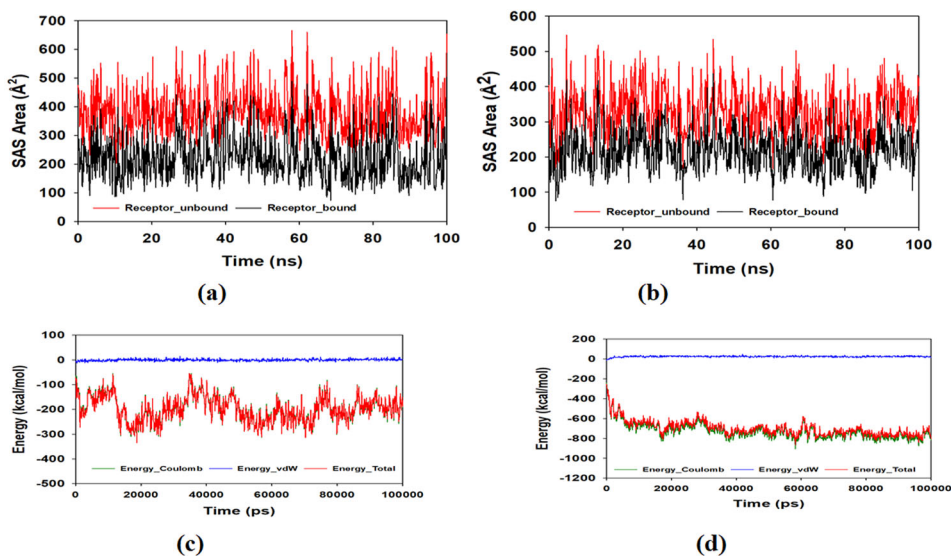 700
600
500
400
300
200
100
0
SAS Area (Å²)
Receptor_unbound Receptor_bound
0 20 40 60 80 100
Time (ns)
(a)
600
500
400
300
200
100
0
SAS Area (Å²)
Receptor_unbound Receptor_bound
0 20 40 60 80 100
Time (ns)
(b)
100
0
-100
-200
-300
-400
-500
Energy (kcal/mol)
Energy_Coulomb Energy_vdW Energy_Total
0 20000 40000 60000 80000 100000
Time (ps)
(c)
200
0
-200
-400
-600
-800
-1000
-1200
Energy (kcal/mol)
Energy_Coulomb Energy_vdW Energy_Total
0 20000 40000 60000 80000 100000
Time (ps)
(d)